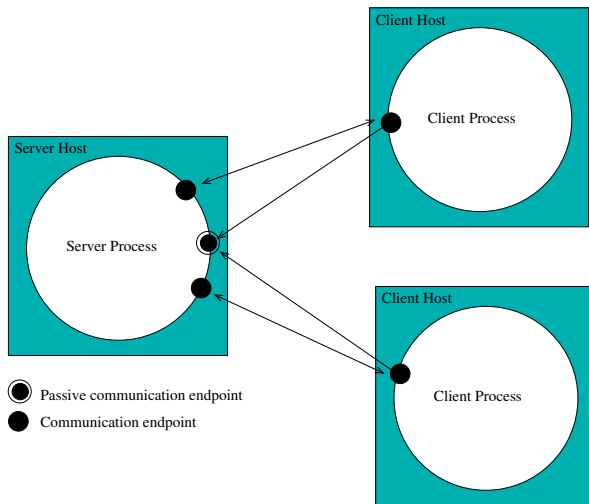 Client Host
Client Process
Server Host
Server Process
Client Host
Client Process
Passive communication endpoint
Communication endpoint